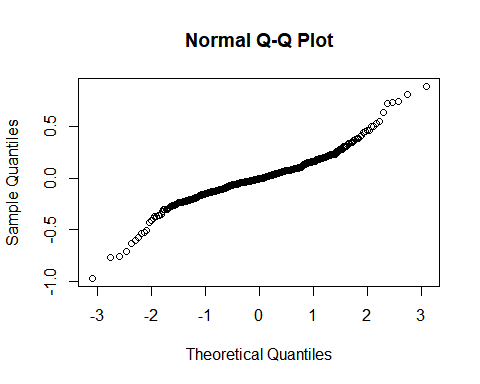 Normal Q-Q Plot
Sample Quantiles
0.5
0.0
-0.5
-1.0
-3 -2 -1 0 1 2 3
Theoretical Quantiles